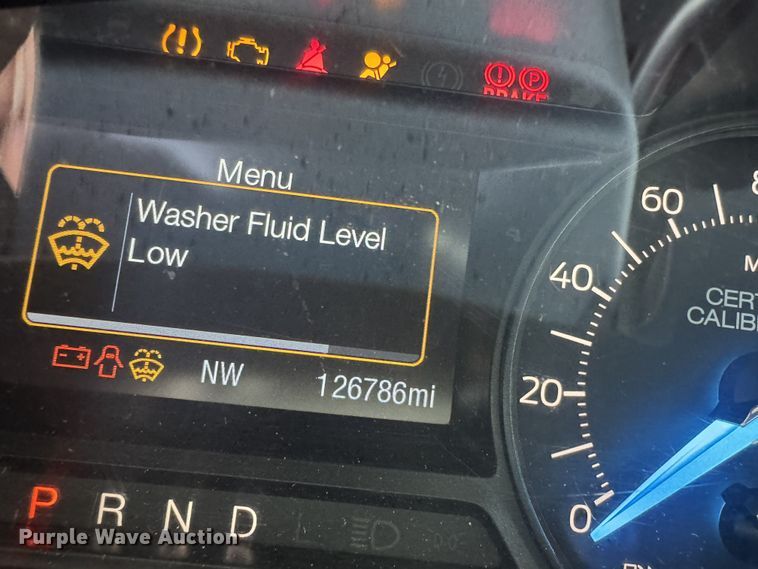 BRAKE
Menu
Washer Fluid Level
Low
NW
126786mi
P R N D
0
20
40
60
CERT
CALIB
Purple Wave Auction